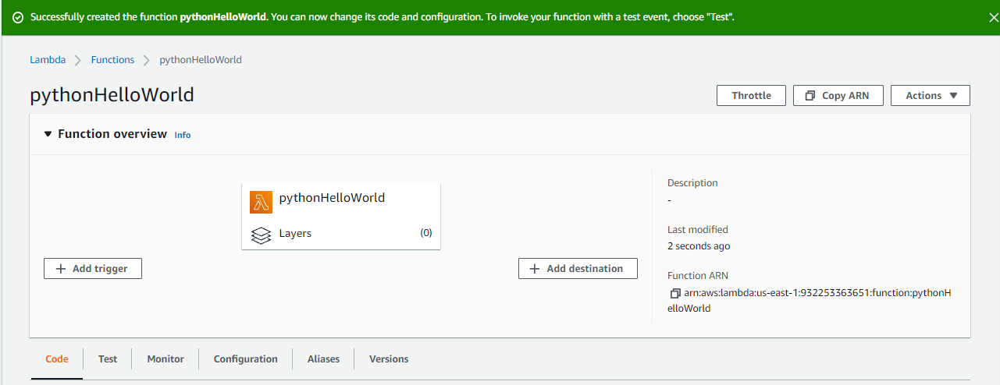 Successfully created the function pythonHelloWorld. You can now change its code and configuration. To invoke your function with a test event, choose "Test".
Lambda Functions pythonHelloWorld
pythonHelloWorld
Throttle Copy ARN Actions
Function overview Info
pythonHelloWorld
Layers (0)
Add trigger
Add destination
Description
-
Last modified
2 seconds ago
Function ARN
arn:aws:lambda:us-east-1:932253363651:function:pythonH
elloWorld
Code Test Monitor Configuration Aliases Versions